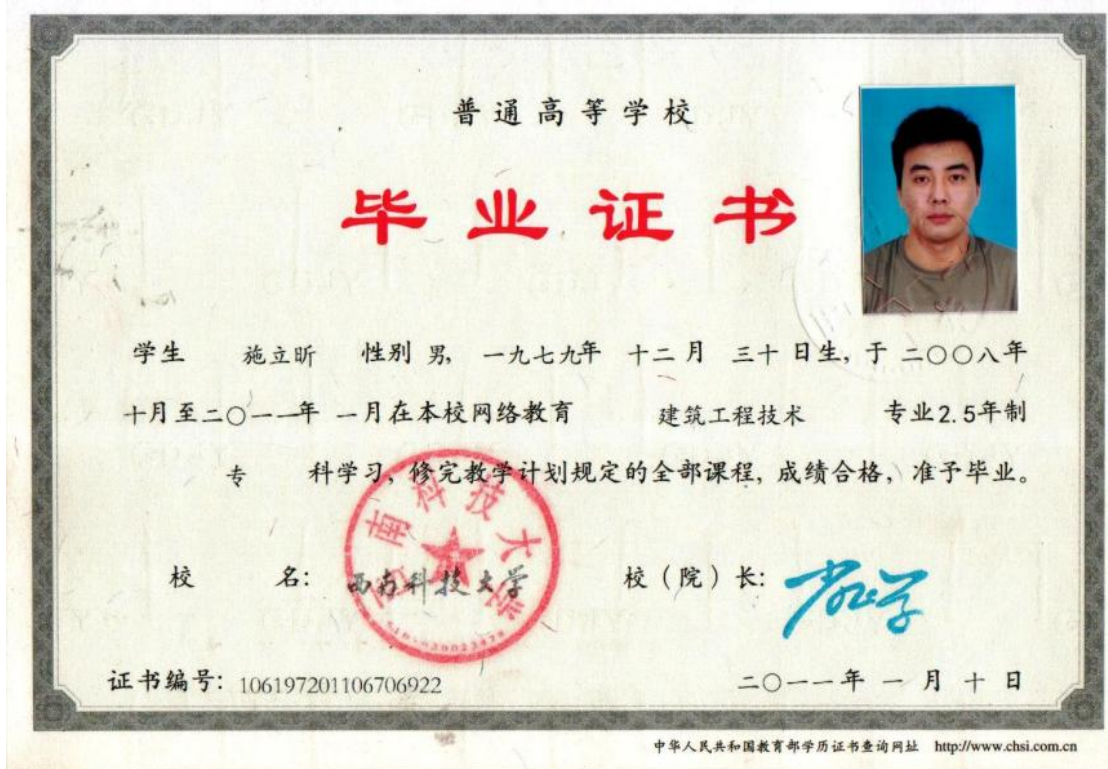 普通高等学校
毕业证书
学生 施立昕 性别 男, 一九七九年 十二月 三十日生, 于 二〇〇八年
十月至二〇一一年 一月在本校网络教育 建筑工程技术 专业2.5年制
专 科学习, 修完教学计划规定的全部课程, 成绩合格, 准予毕业。
校 名: 西南科技大学 校(院)长:
西南科技大学
证书编号: 106197201106706922 二〇一一年 一月 十日
中华人民共和国教育部学历证书查询网址 http://www.chsi.com.cn